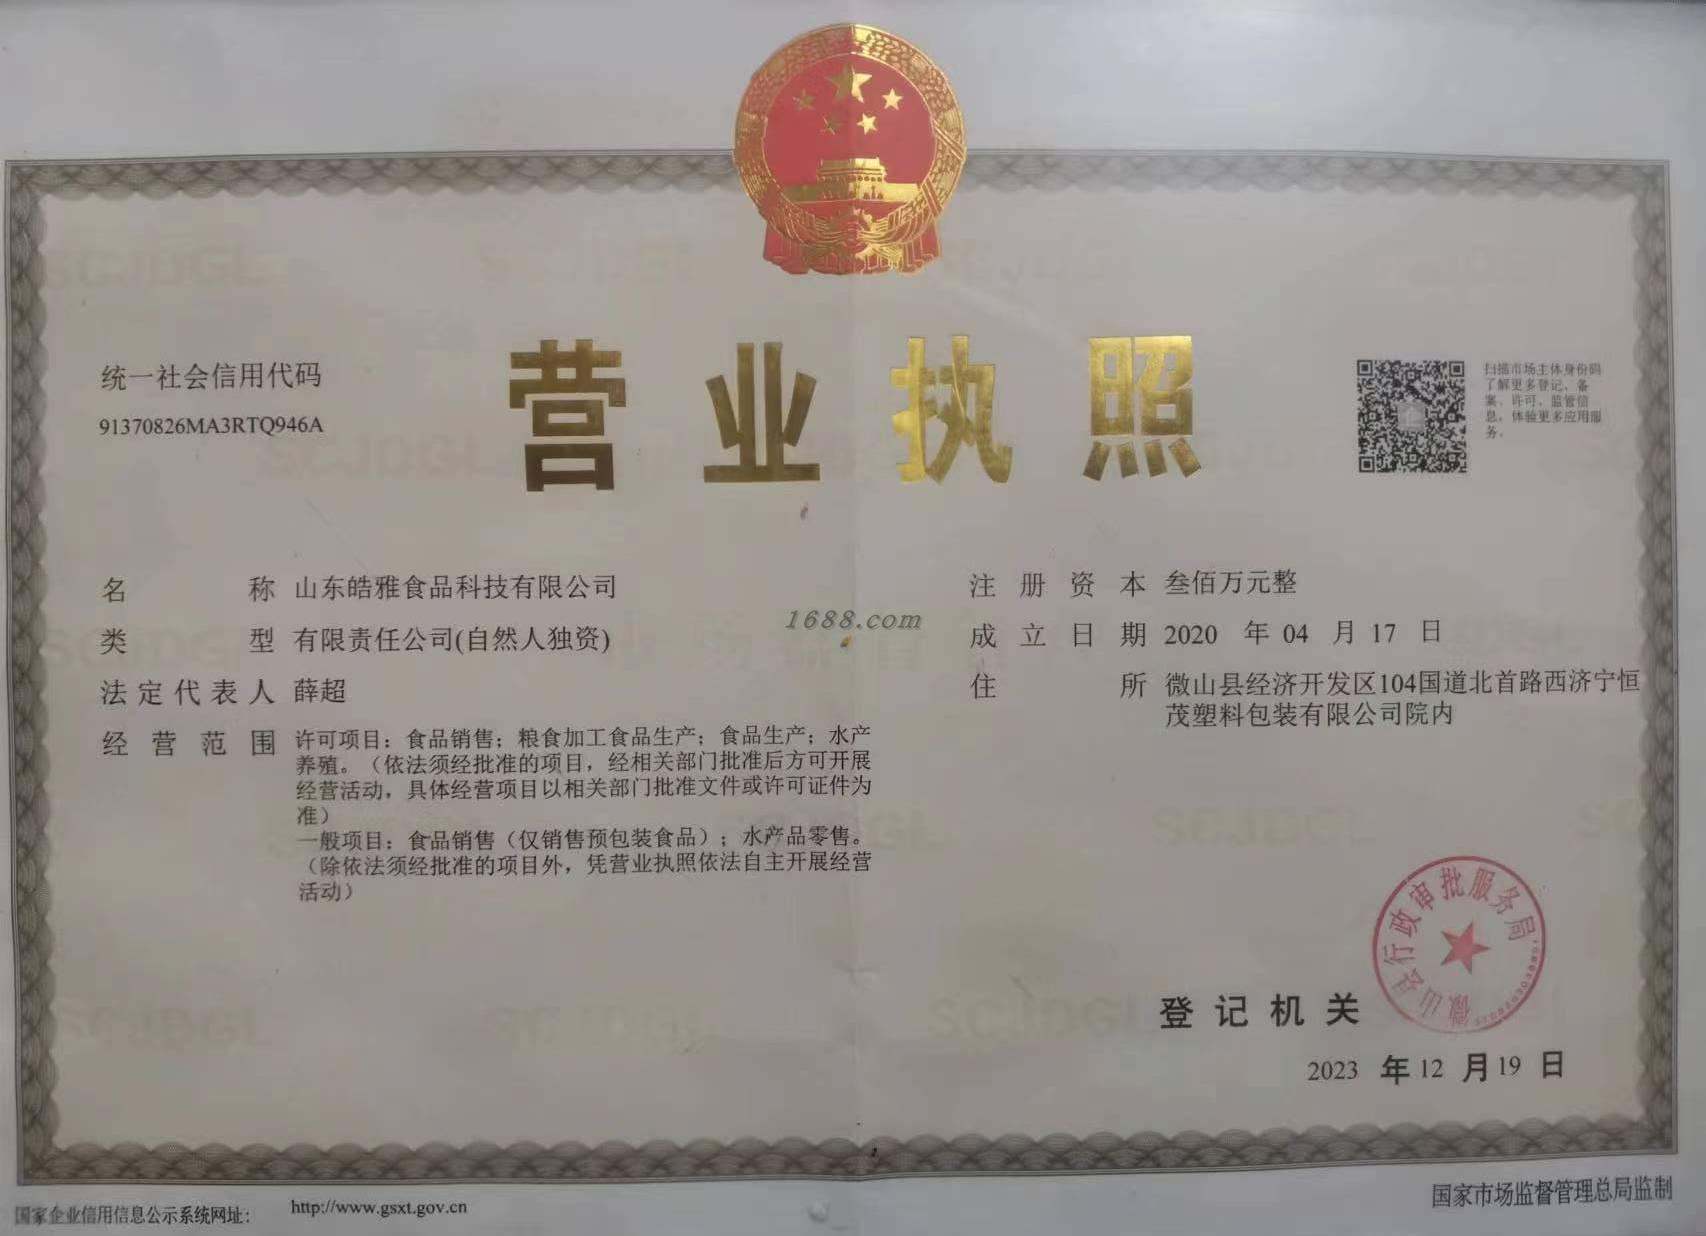 营业执照
统一社会信用代码
91370826MA3RTQ946A
扫描市场主体身份码
了解更多登记、备
案、许可、监管信
息，体验更多应用服
务。
名称 山东皓雅食品科技有限公司
类型 有限责任公司(自然人独资)
法定代表人 薛超
经营范围 许可项目：食品销售；粮食加工食品生产；食品生产；水产
养殖。（依法须经批准的项目，经相关部门批准后方可开展
经营活动，具体经营项目以相关部门批准文件或许可证件为
准）
一般项目：食品销售（仅销售预包装食品）；水产品零售。
（除依法须经批准的项目外，凭营业执照依法自主开展经营
活动）
注册资本 叁佰万元整
成立日期 2020 年 04 月 17 日
住所 微山县经济开发区104国道北首路西济宁恒
茂塑料包装有限公司院内
1688.com
SCJDGL
微山县行政审批服务局
登记机关
2023 年 12 月 19 日
国家企业信用信息公示系统网址： http://www.gsxt.gov.cn
国家市场监督管理总局监制